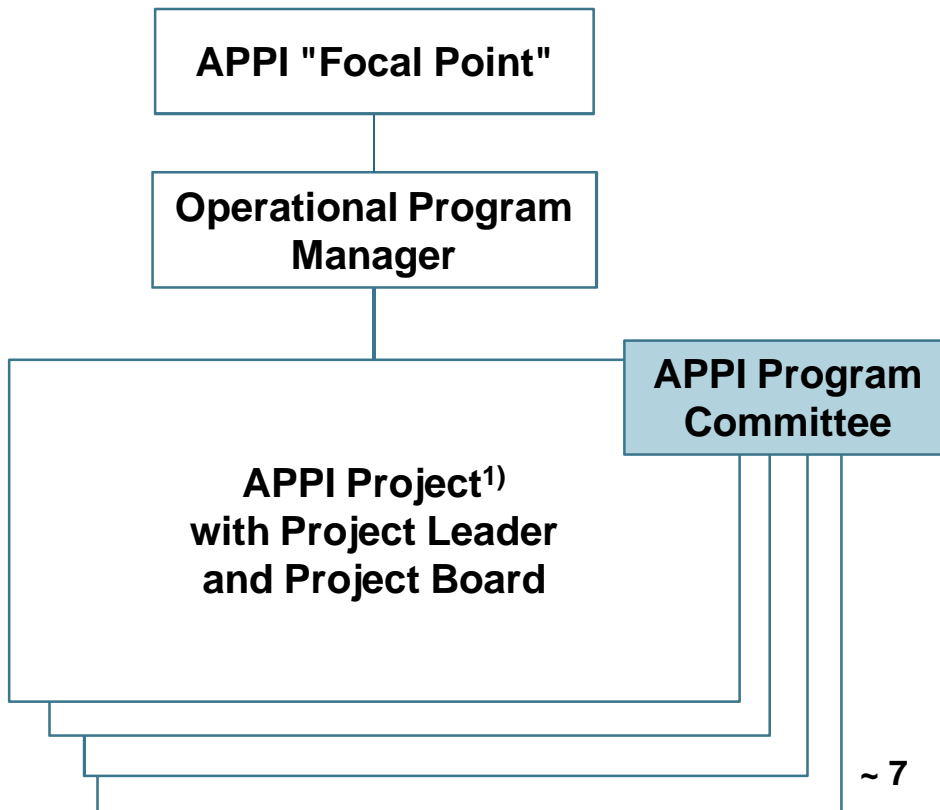 APPI "Focal Point"
Operational Program
Manager
APPI Program
Committee
APPI Project¹⁾
with Project Leader
and Project Board
~ 7